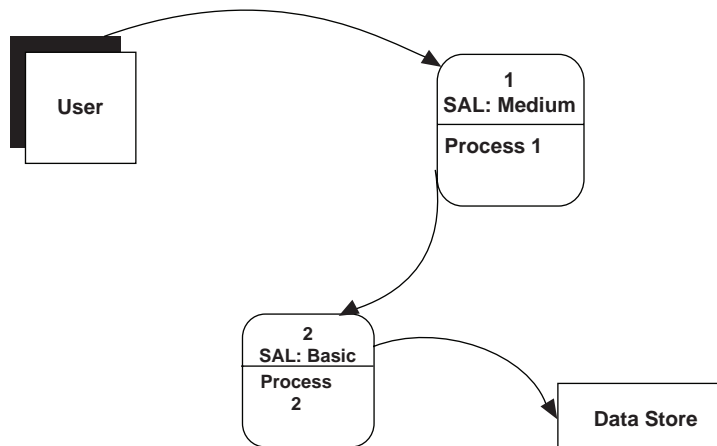 User
1
SAL: Medium
Process 1
2
SAL: Basic
Process
2
Data Store